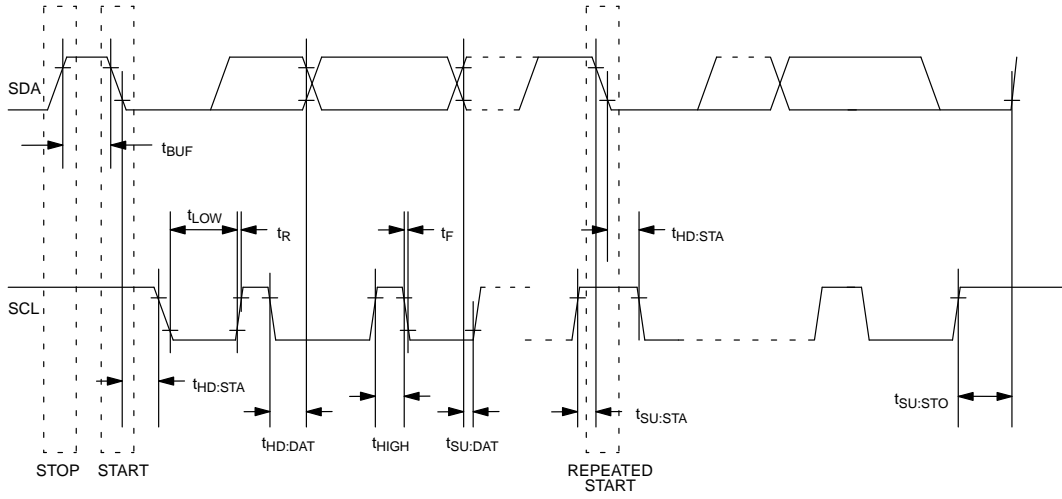 SDA
tBUF
tLOW
tR
tF
tHD:STA
SCL
tHD:STA
tHD:DAT
tHIGH
tSU:DAT
tSU:STA
tSU:STO
STOP
START
REPEATED
START